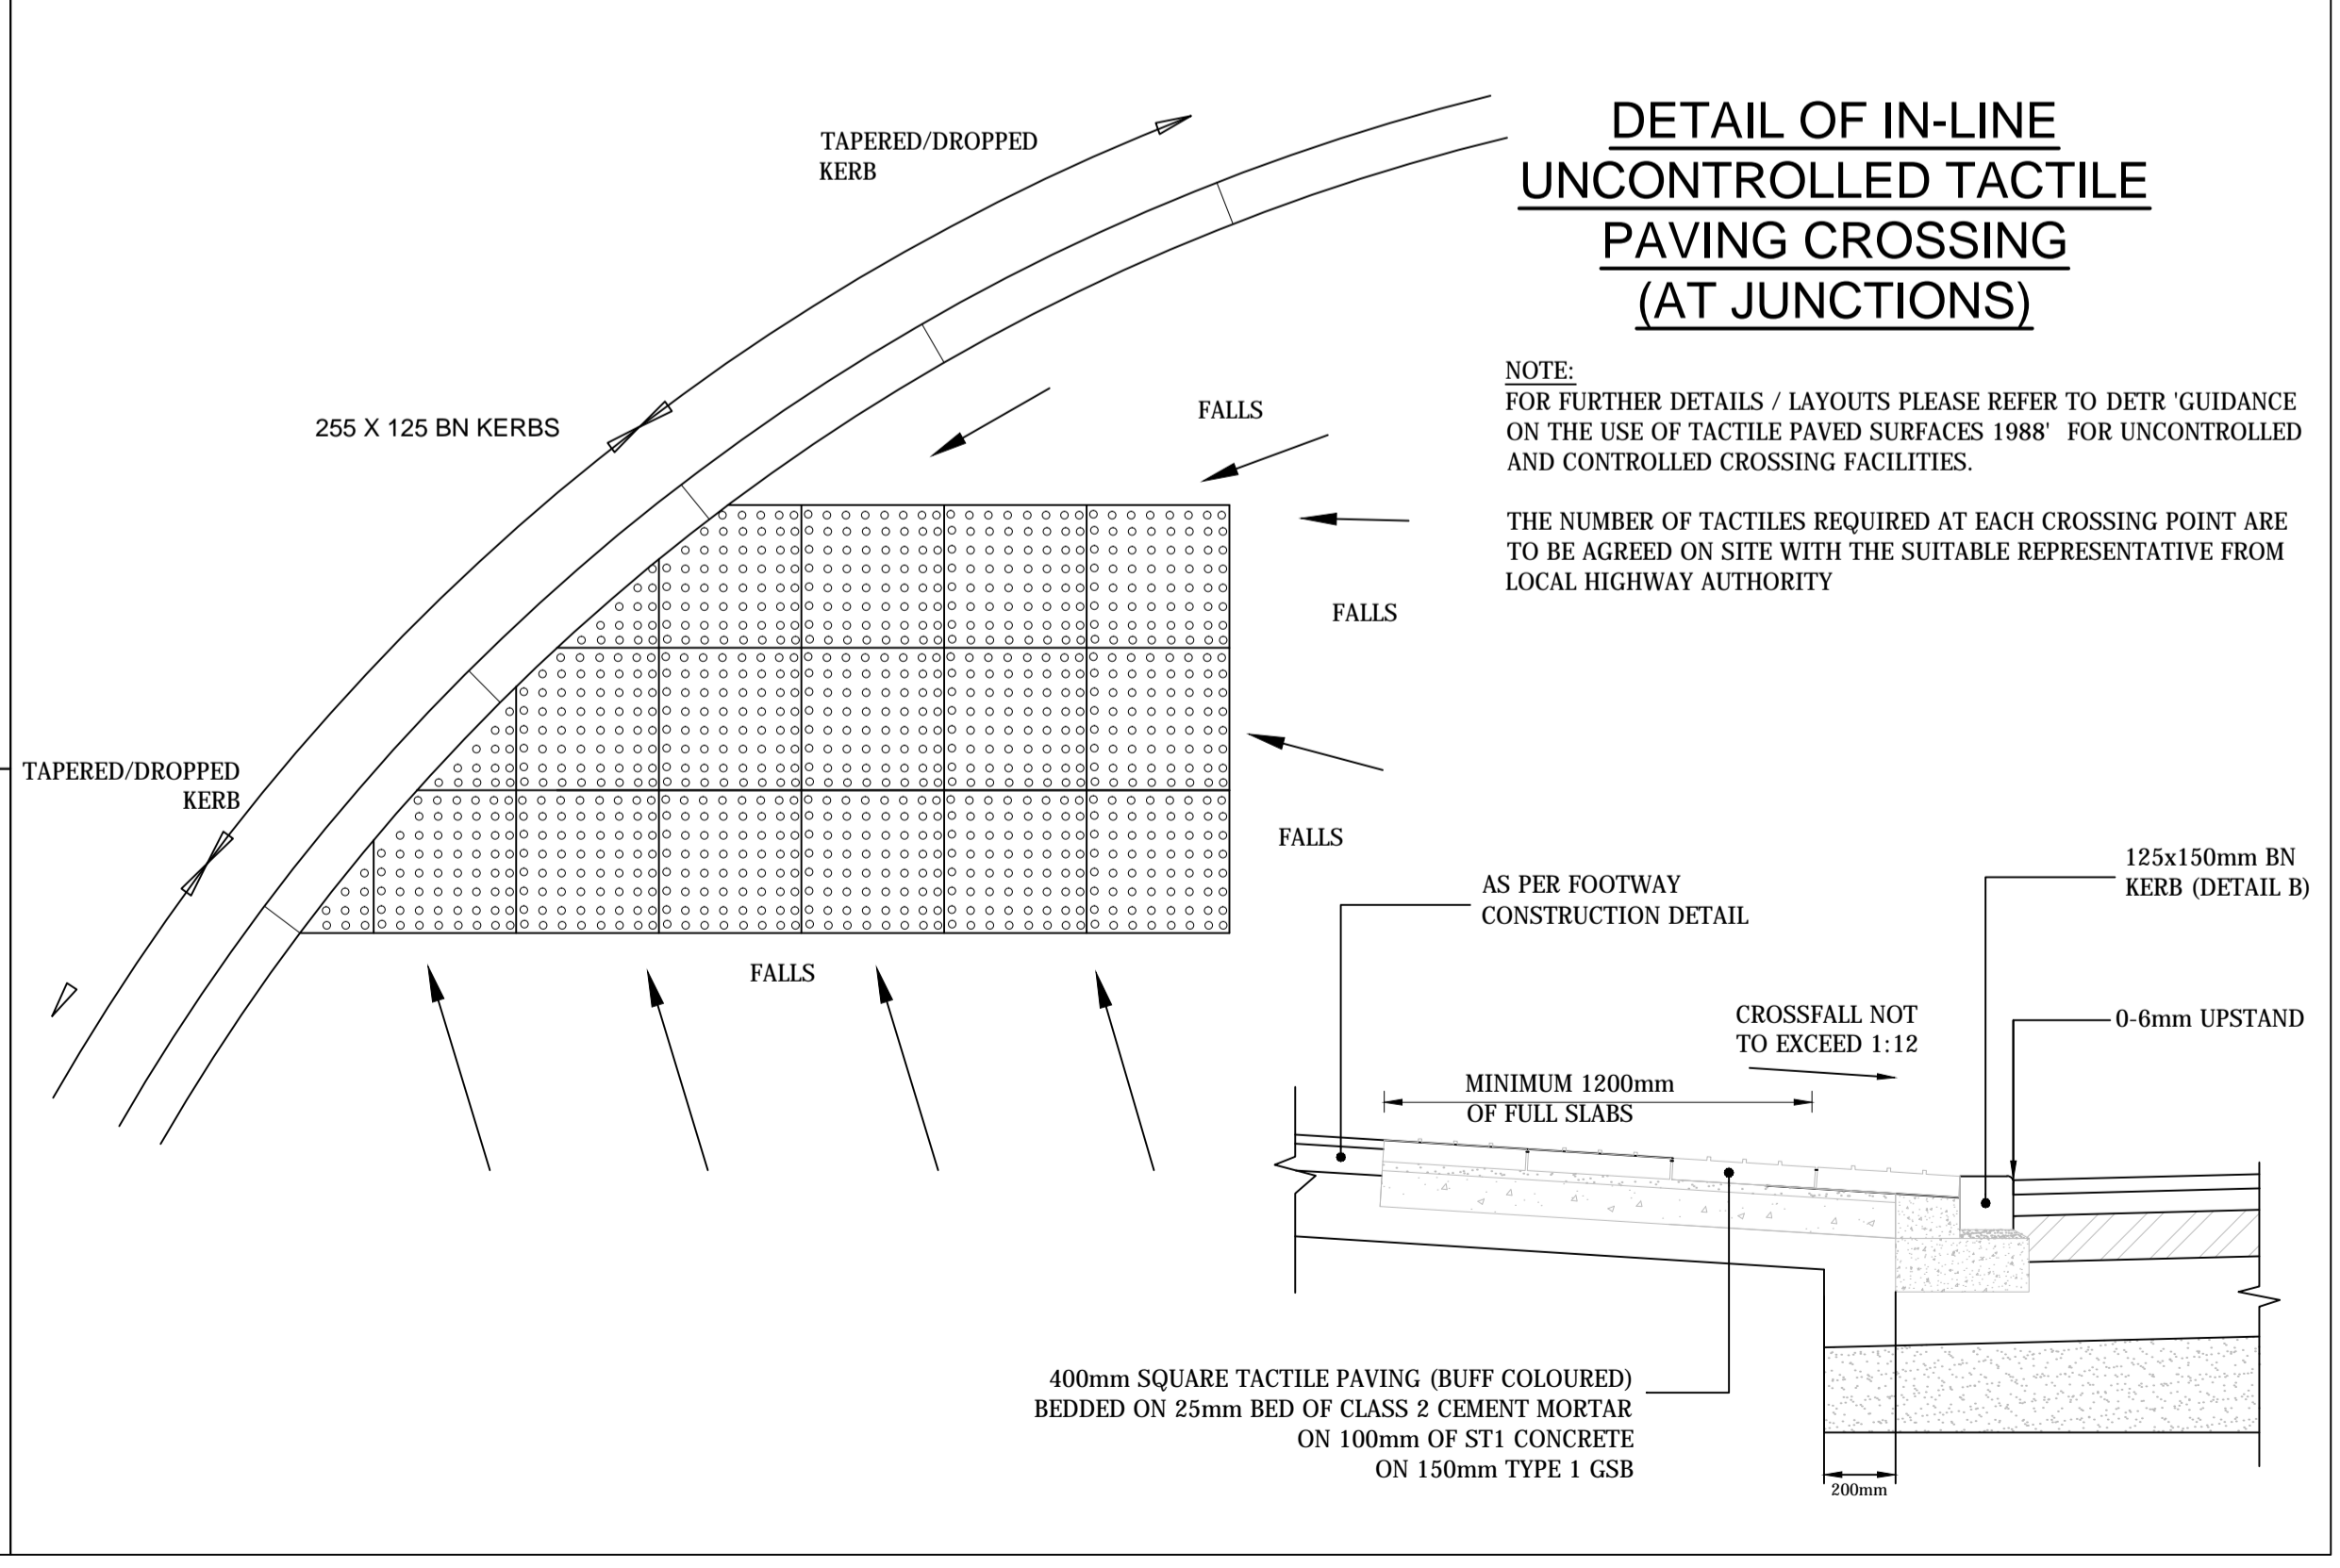 DETAIL OF IN-LINE
UNCONTROLLED TACTILE
PAVING CROSSING
(AT JUNCTIONS)
NOTE:
FOR FURTHER DETAILS / LAYOUTS PLEASE REFER TO DETR 'GUIDANCE
ON THE USE OF TACTILE PAVED SURFACES 1988' FOR UNCONTROLLED
AND CONTROLLED CROSSING FACILITIES.
THE NUMBER OF TACTILES REQUIRED AT EACH CROSSING POINT ARE
TO BE AGREED ON SITE WITH THE SUITABLE REPRESENTATIVE FROM
LOCAL HIGHWAY AUTHORITY
TAPERED/DROPPED
KERB
255 X 125 BN KERBS
TAPERED/DROPPED
KERB
FALLS
FALLS
FALLS
FALLS
AS PER FOOTWAY
CONSTRUCTION DETAIL
125x150mm BN
KERB (DETAIL B)
CROSSFALL NOT
TO EXCEED 1:12
0-6mm UPSTAND
MINIMUM 1200mm
OF FULL SLABS
400mm SQUARE TACTILE PAVING (BUFF COLOURED)
BEDDED ON 25mm BED OF CLASS 2 CEMENT MORTAR
ON 100mm OF ST1 CONCRETE
ON 150mm TYPE 1 GSB
200mm